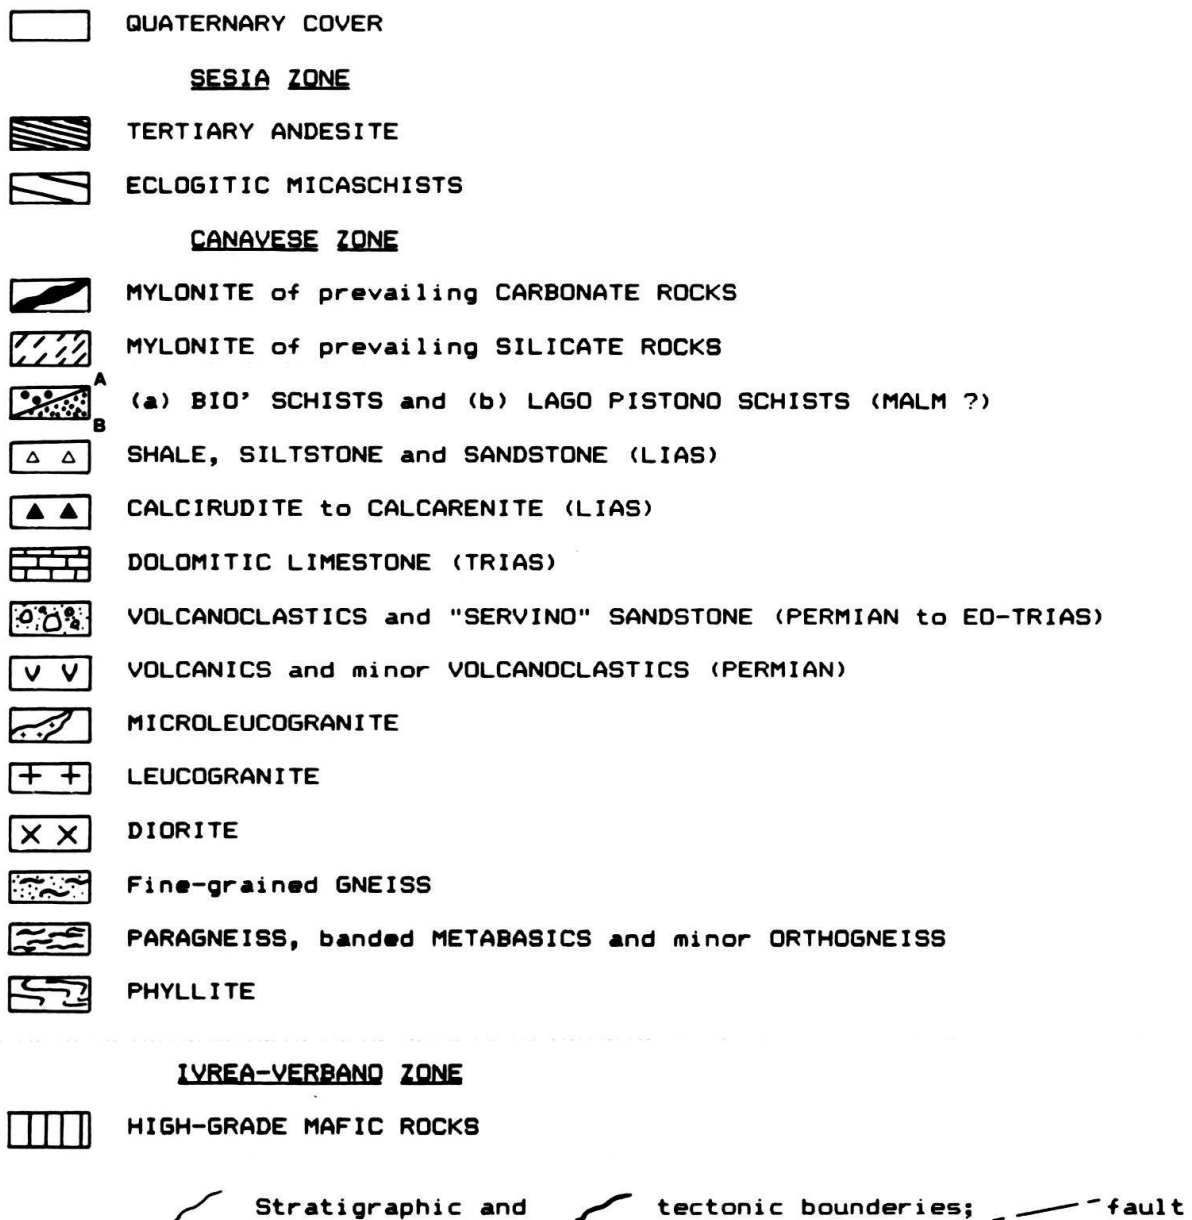 QUATERNARY COVER
SESIA ZONE
TERTIARY ANDESITE
ECLOGITIC MICASCHISTS
CANAVESE ZONE
MYLONITE of prevailing CARBONATE ROCKS
MYLONITE of prevailing SILICATE ROCKS
A
(a) BIO' SCHISTS and (b) LAGO PISTONO SCHISTS (MALM ?)
B
SHALE, SILTSTONE and SANDSTONE (LIAS)
CALCIRUDITE to CALCARENITE (LIAS)
DOLOMITIC LIMESTONE (TRIAS)
VOLCANOCLASTICS and "SERVINO" SANDSTONE (PERMIAN to EO-TRIAS)
VOLCANICS and minor VOLCANOCLASTICS (PERMIAN)
MICROLEUCOGRANITE
LEUCOGRANITE
DIORITE
Fine-grained GNEISS
PARAGNEISS, banded METABASICS and minor ORTHOGNEISS
PHYLLITE
IVREA-VERBANO ZONE
HIGH-GRADE MAFIC ROCKS
Stratigraphic and tectonic bounderies; fault